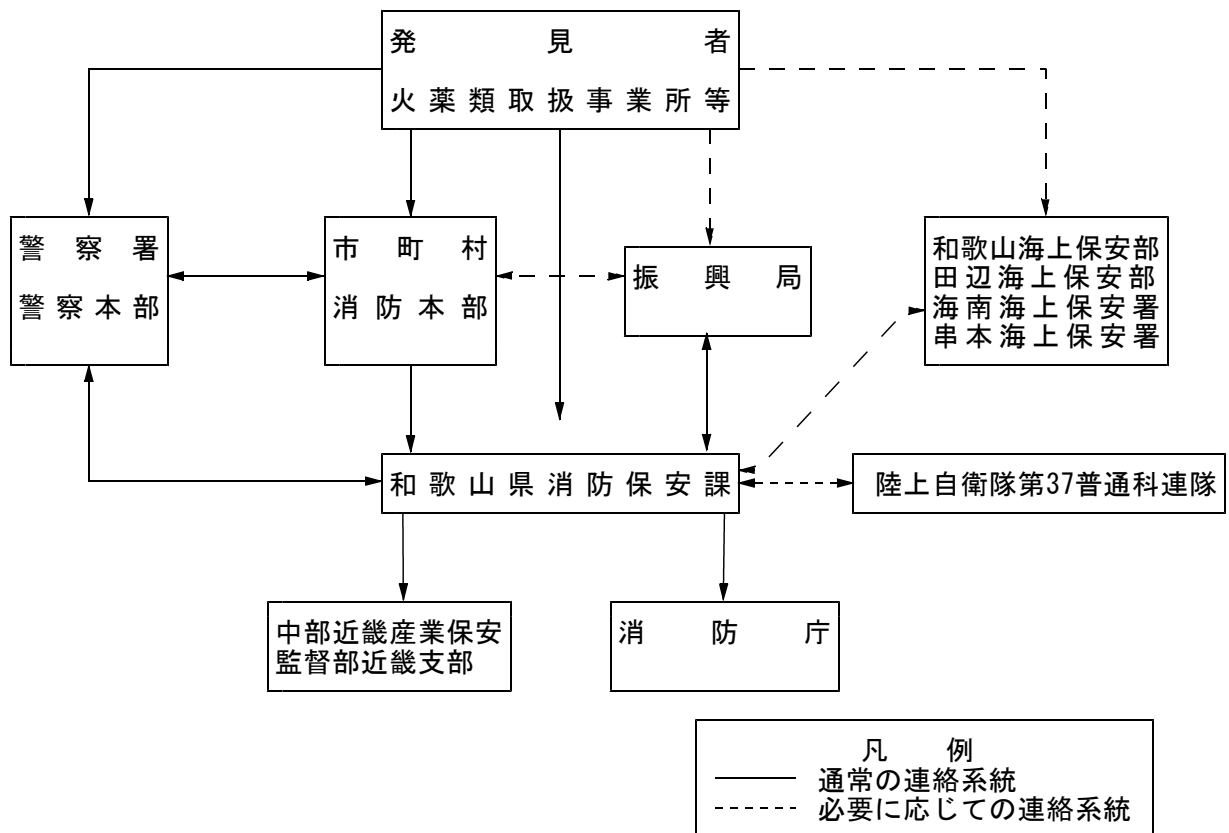 発見者
火薬類取扱事業所等
警察署
警察本部
市町村
消防本部
振興局
和歌山海上保安部
田辺海上保安部
海南海上保安署
串本海上保安署
和歌山県消防保安課
陸上自衛隊第37普通科連隊
中部近畿産業保安
監督部近畿支部
消防庁
凡例
通常の連絡系統
必要に応じての連絡系統